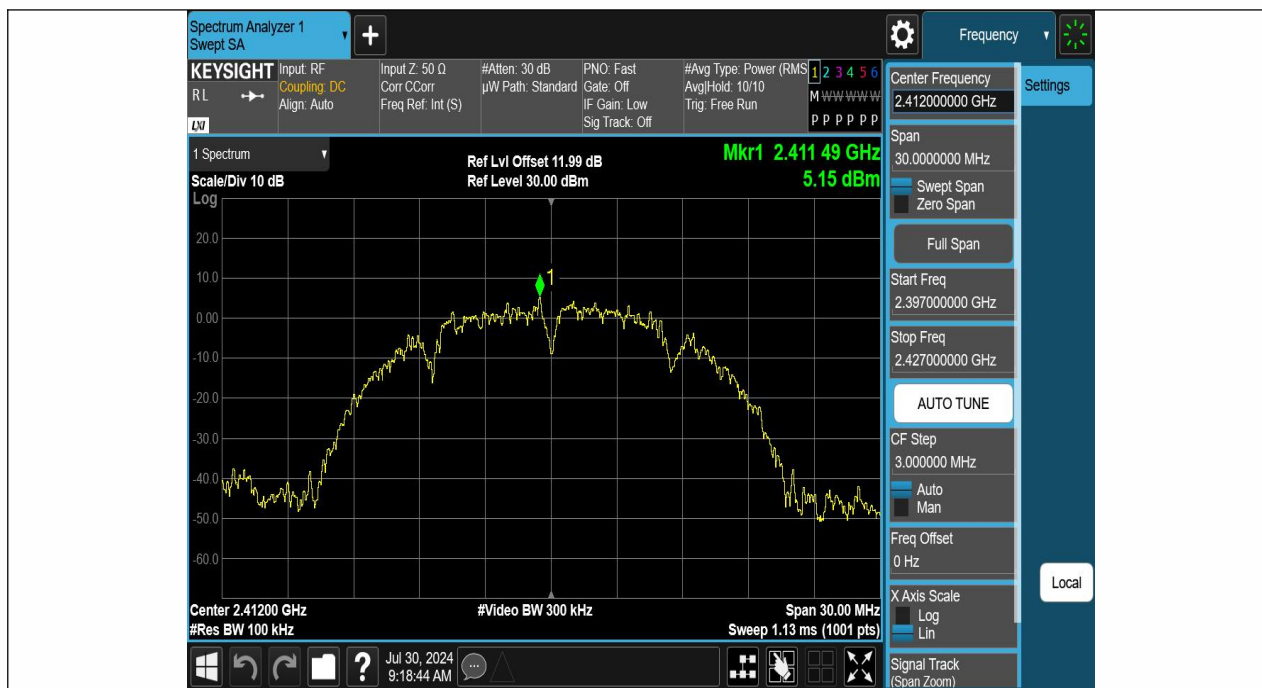 Spectrum Analyzer 1
Swept SA
+
Frequency
KEYSIGHT
R L
LXI
Input: RF
Coupling: DC
Align: Auto
Input Z: 50 Ω
Corr CCorr
Freq Ref: Int (S)
#Atten: 30 dB
µW Path: Standard
PNO: Fast
Gate: Off
IF Gain: Low
Sig Track: Off
#Avg Type: Power (RMS
Avg|Hold: 10/10
Trig: Free Run
1 2 3 4 5 6
M W W W W W
P P P P P P
1 Spectrum
Scale/Div 10 dB
Log
Ref Lvl Offset 11.99 dB
Ref Level 30.00 dBm
Mkr1 2.411 49 GHz
5.15 dBm
20.0
10.0
0.00
-10.0
-20.0
-30.0
-40.0
-50.0
-60.0
1
Center 2.41200 GHz
#Res BW 100 kHz
#Video BW 300 kHz
Span 30.00 MHz
Sweep 1.13 ms (1001 pts)
?
Jul 30, 2024
9:18:44 AM
Center Frequency
2.412000000 GHz
Span
30.0000000 MHz
Swept Span
Zero Span
Full Span
Start Freq
2.397000000 GHz
Stop Freq
2.427000000 GHz
AUTO TUNE
CF Step
3.000000 MHz
Auto
Man
Freq Offset
0 Hz
X Axis Scale
Log
Lin
Signal Track
(Span Zoom)
Settings
Local